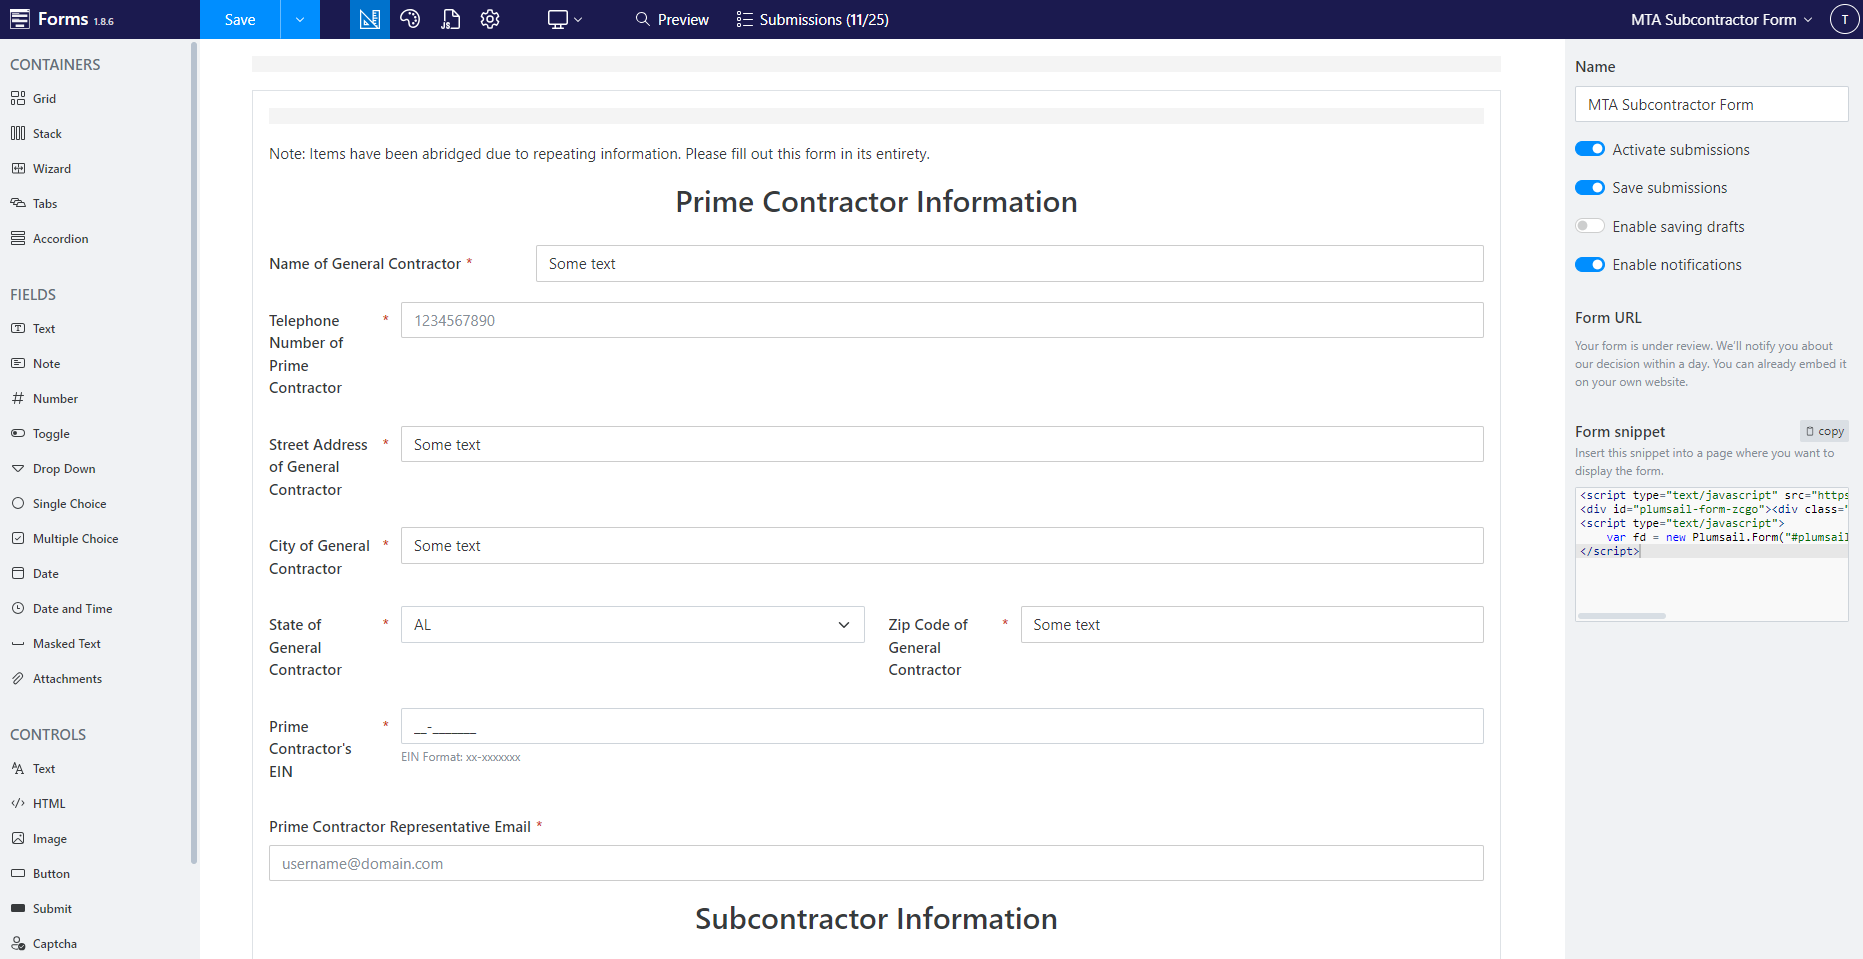 Forms 1.8.6
Save
JS
Preview
Submissions (11/25)
MTA Subcontractor Form
T
CONTAINERS
Grid
Stack
Wizard
Tabs
Accordion
FIELDS
Text
Note
Number
Toggle
Drop Down
Single Choice
Multiple Choice
Date
Date and Time
Masked Text
Attachments
CONTROLS
Text
HTML
Image
Button
Submit
Captcha
Note: Items have been abridged due to repeating information. Please fill out this form in its entirety.
Prime Contractor Information
Name of General Contractor *
Some text
Telephone *
Number of
Prime
Contractor
1234567890
Street Address *
of General
Contractor
Some text
City of General *
Contractor
Some text
State of *
General
Contractor
AL
Zip Code of *
General
Contractor
Some text
Prime *
Contractor's
EIN
__-_______
EIN Format: xx-xxxxxxx
Prime Contractor Representative Email *
username@domain.com
Subcontractor Information
Name
MTA Subcontractor Form
Activate submissions
Save submissions
Enable saving drafts
Enable notifications
Form URL
Your form is under review. We'll notify you about
our decision within a day. You can already embed it
on your own website.
Form snippet
copy
Insert this snippet into a page where you want to
display the form.
<script type="text/javascript" src="https
<div id="plumsail-form-zcgo"><div class="
<script type="text/javascript">
var fd = new Plumsail.Form("#plumsail
</script>